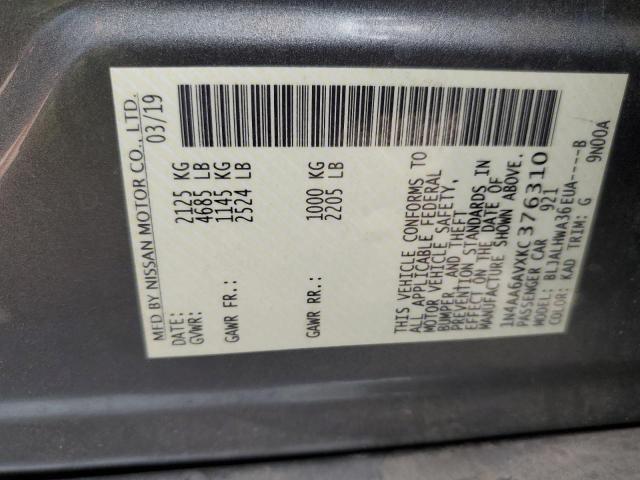 MFD BY NISSAN MOTOR CO., LTD.
DATE: 03/19
GVWR: 2125 KG
4685 LB
GAWR FR.: 1145 KG
2524 LB
GAWR RR.: 1000 KG
2205 LB
THIS VEHICLE CONFORMS TO
ALL APPLICABLE FEDERAL
MOTOR VEHICLE SAFETY,
BUMPER, AND THEFT
PREVENTION STANDARDS IN
EFFECT ON THE DATE OF
MANUFACTURE SHOWN ABOVE.
1N4AA6AVXKC376310
PASSENGER CAR 921
MODEL: BLJALHWA36EUA----B
COLOR: KAD TRIM: G 9N00A